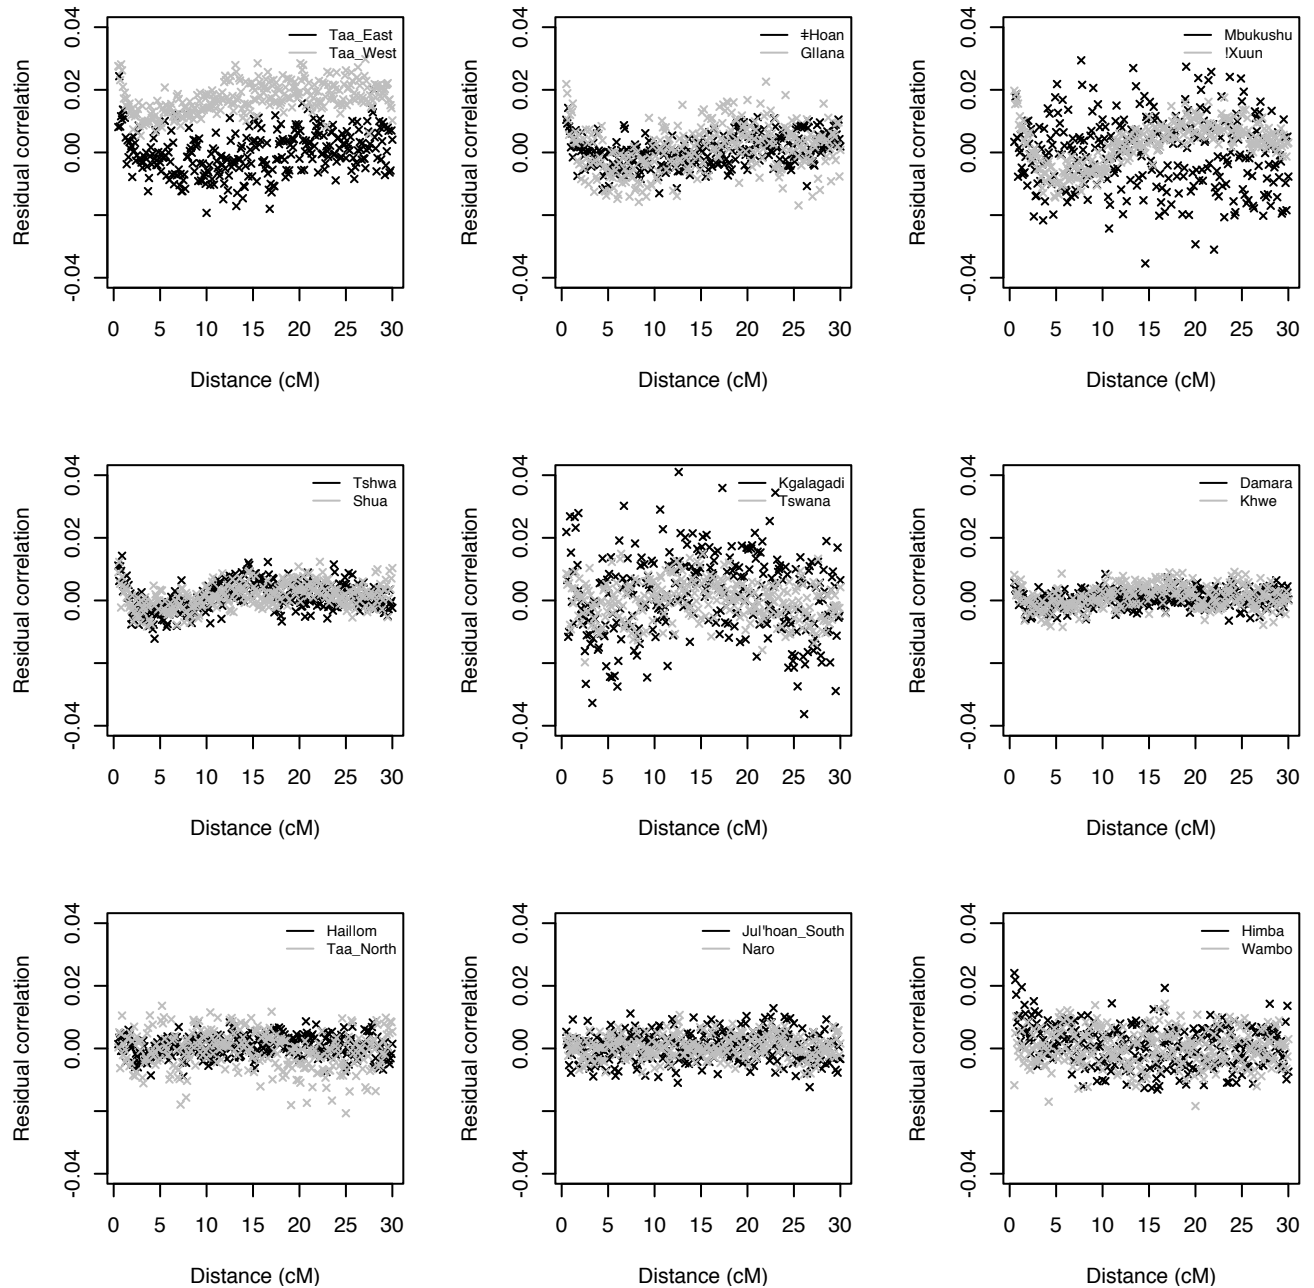 Residual correlation
0.04
0.02
0.00
-0.04
Taa_East
Taa_West
0 5 10 15 20 25 30
Distance (cM)
Residual correlation
0.04
0.02
0.00
-0.04
ǂHoan
Gllana
0 5 10 15 20 25 30
Distance (cM)
Residual correlation
0.04
0.02
0.00
-0.04
Mbukushu
!Xuun
0 5 10 15 20 25 30
Distance (cM)
Residual correlation
0.04
0.02
0.00
-0.04
Tshwa
Shua
0 5 10 15 20 25 30
Distance (cM)
Residual correlation
0.04
0.02
0.00
-0.04
Kgalagadi
Tswana
0 5 10 15 20 25 30
Distance (cM)
Residual correlation
0.04
0.02
0.00
-0.04
Damara
Khwe
0 5 10 15 20 25 30
Distance (cM)
Residual correlation
0.04
0.02
0.00
-0.04
Haillom
Taa_North
0 5 10 15 20 25 30
Distance (cM)
Residual correlation
0.04
0.02
0.00
-0.04
Jul'hoan_South
Naro
0 5 10 15 20 25 30
Distance (cM)
Residual correlation
0.04
0.02
0.00
-0.04
Himba
Wambo
0 5 10 15 20 25 30
Distance (cM)